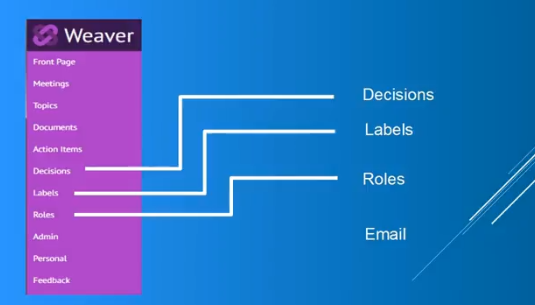 Weaver
Front Page
Meetings
Topics
Documents
Action Items
Decisions
Labels
Roles
Admin
Personal
Feedback
Decisions
Labels
Roles
Email